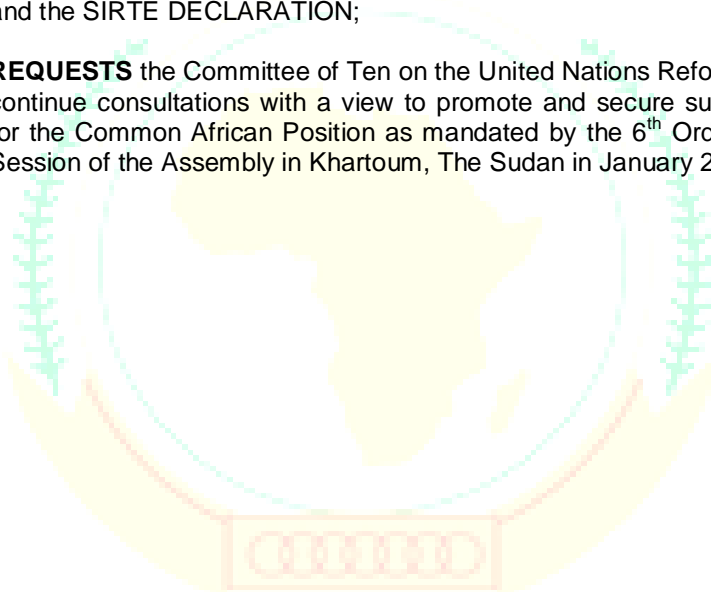 and the SIRTE DECLARATION;
REQUESTS the Committee of Ten on the United Nations Refo
continue consultations with a view to promote and secure su
or the Common African Position as mandated by the 6th Ord
Session of the Assembly in Khartoum, The Sudan in January 2